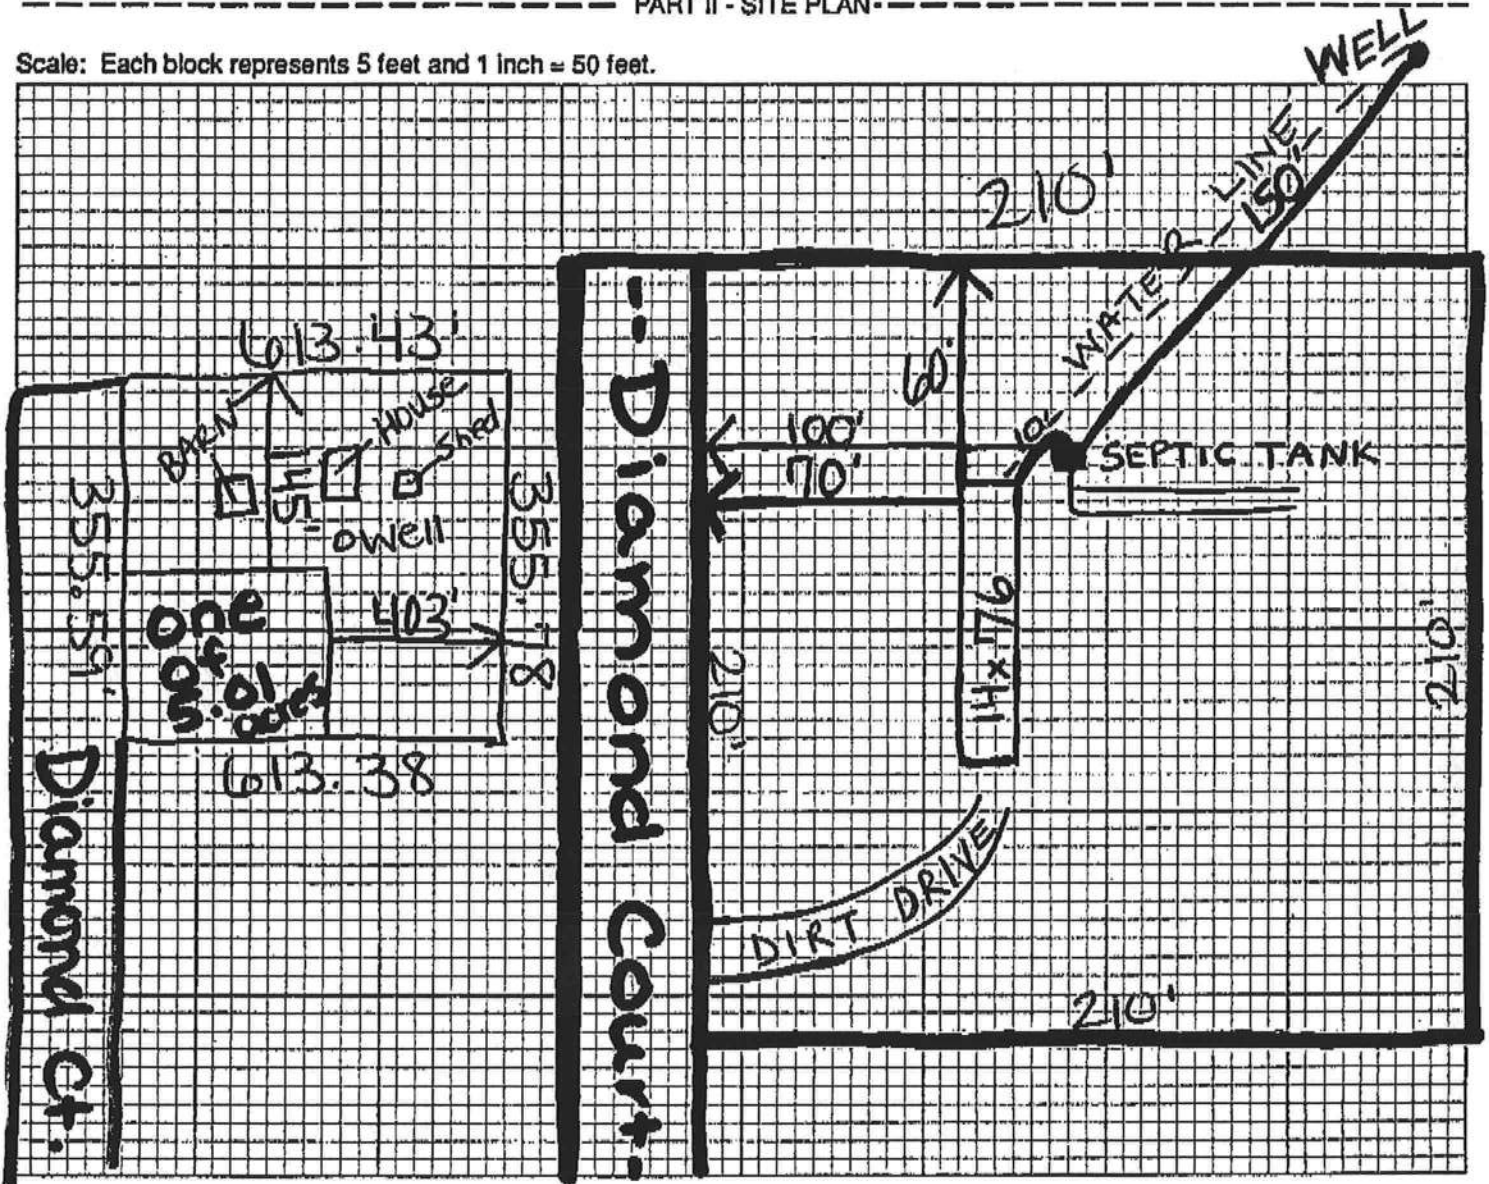 PART II - SITE PLAN
Scale: Each block represents 5 feet and 1 inch = 50 feet.
WELL
WATER LINE
150'
210'
613.43'
BARN
HOUSE
Shed
145'
OWell
355.59'
355.78
One
of
5.01
acres
403'
613.38
Diamond Ct.
Diamond Court.
60'
100'
70'
10'
SEPTIC TANK
14x76
210'
210'
DIRT DRIVE
210'